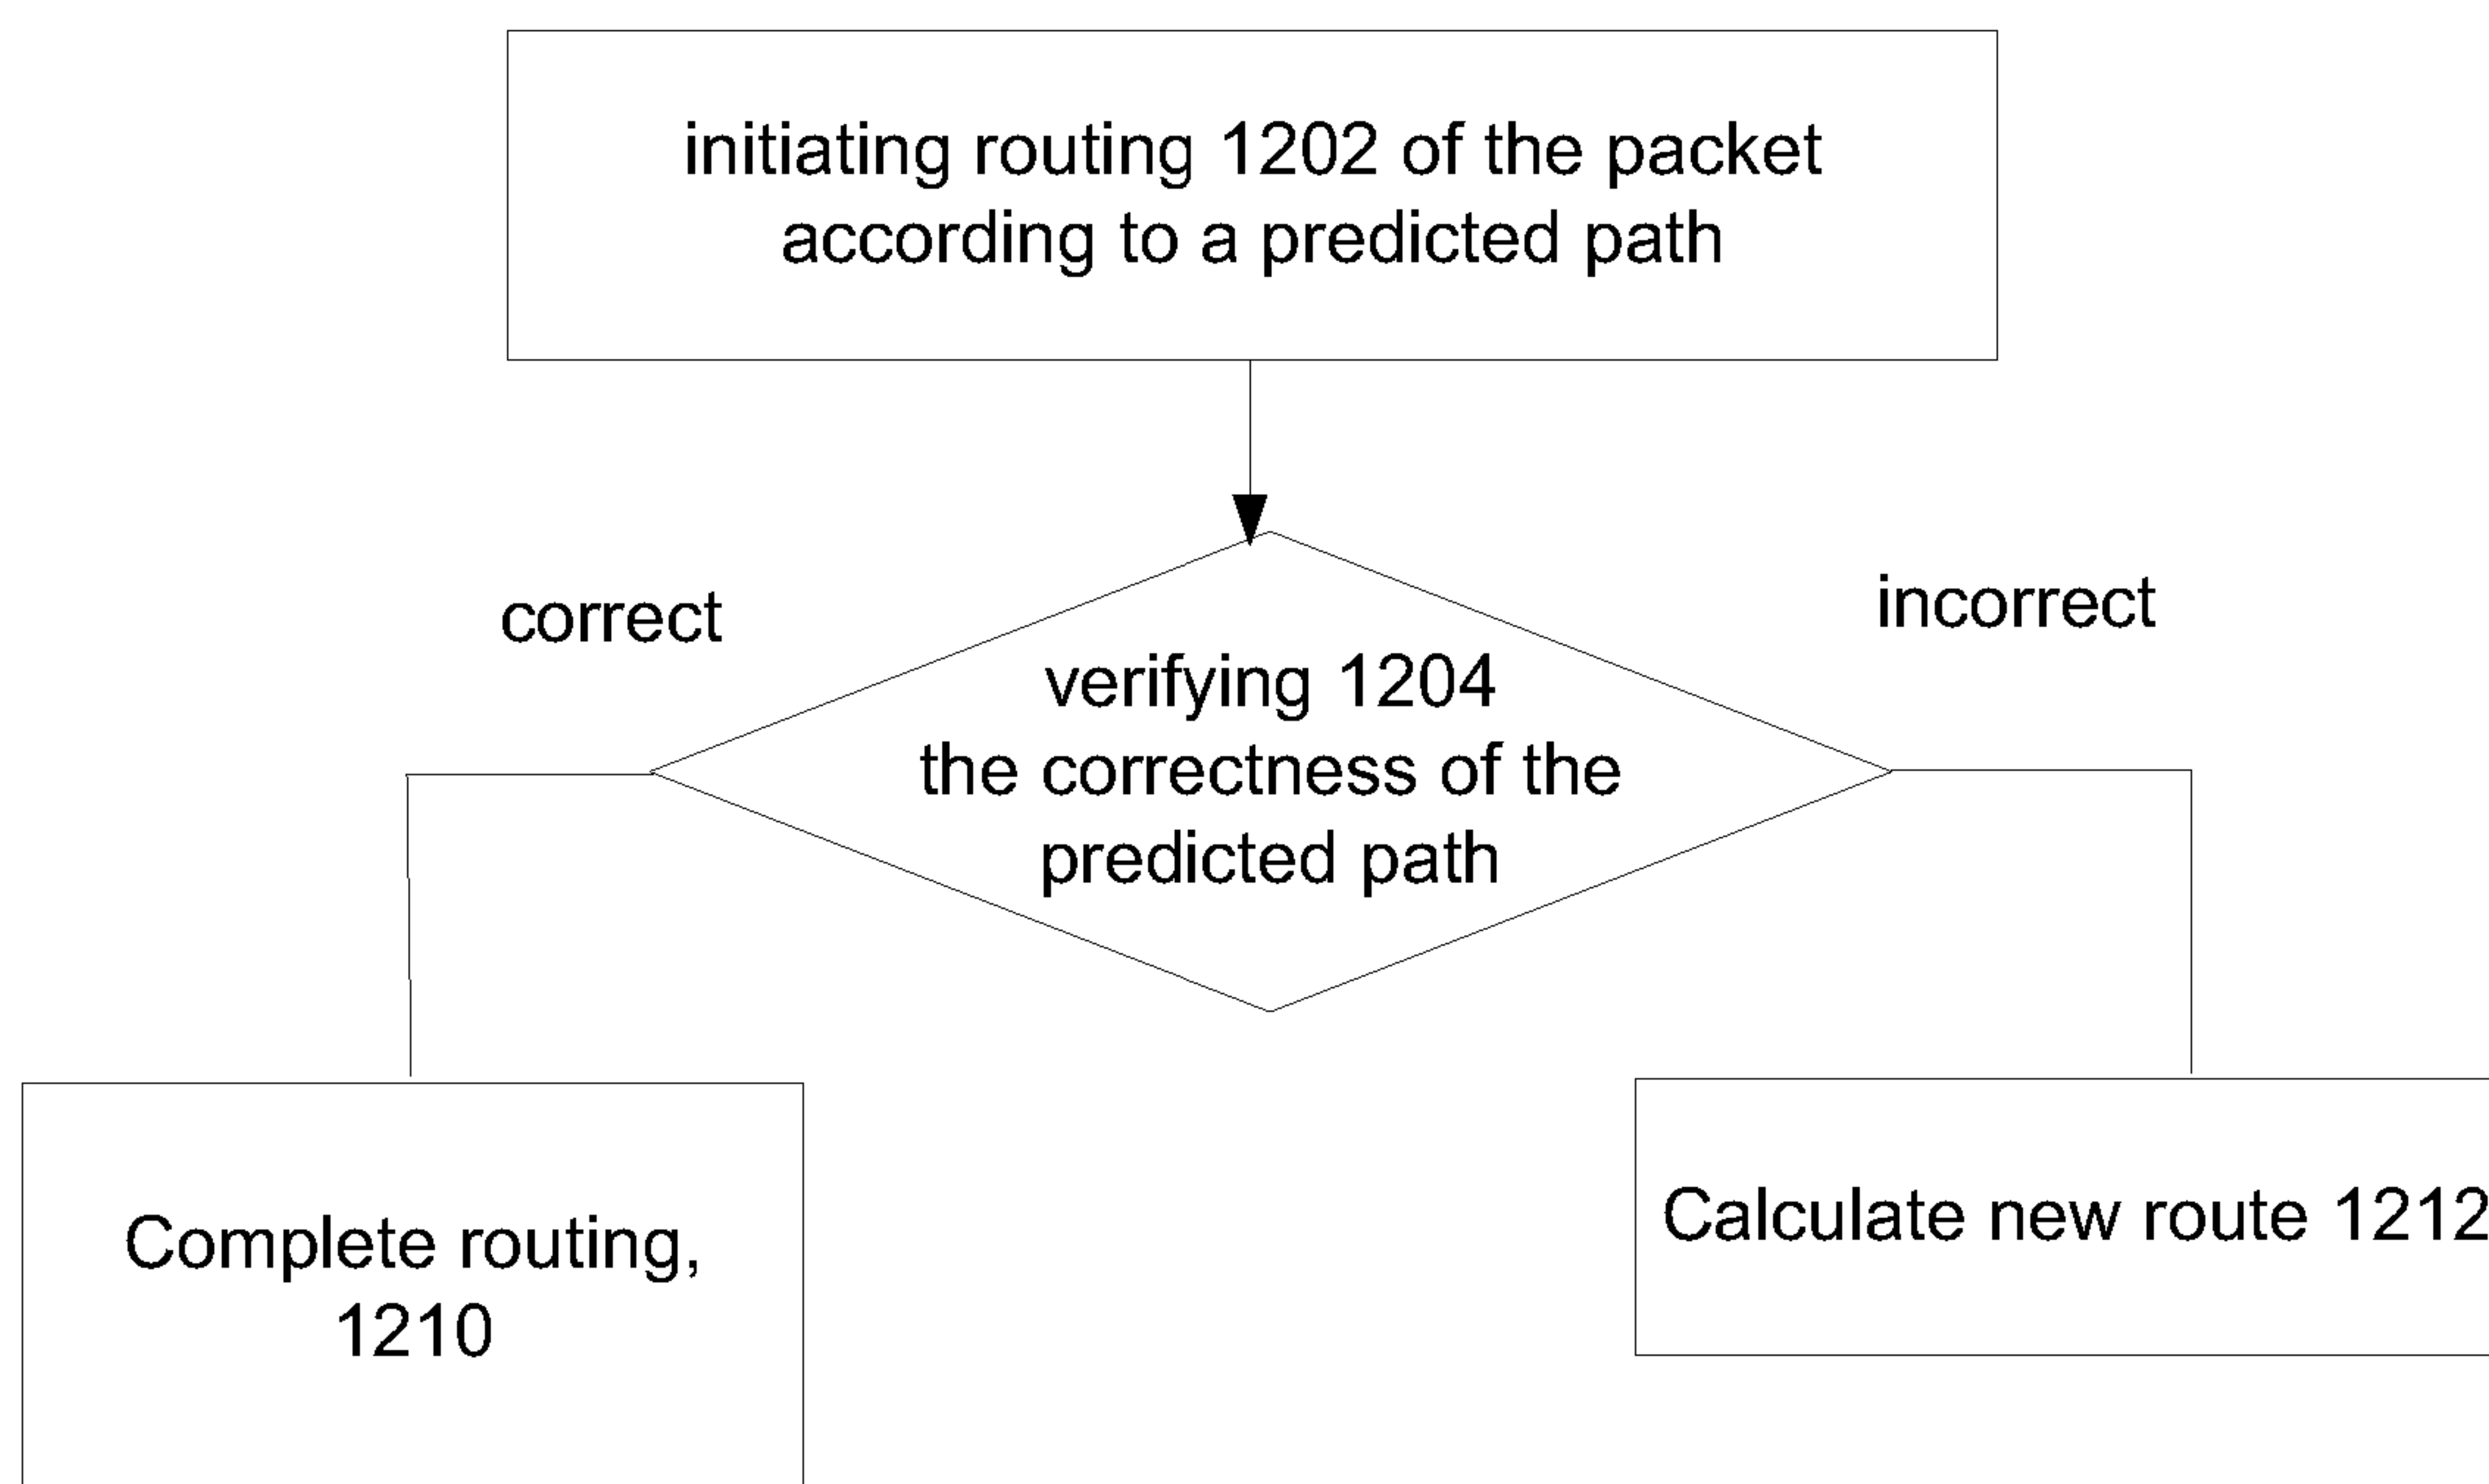 initiating routing 1202 of the packet
according to a predicted path
correct
incorrect
verifying 1204
the correctness of the
predicted path
Complete routing,
1210
Calculate new route 1212